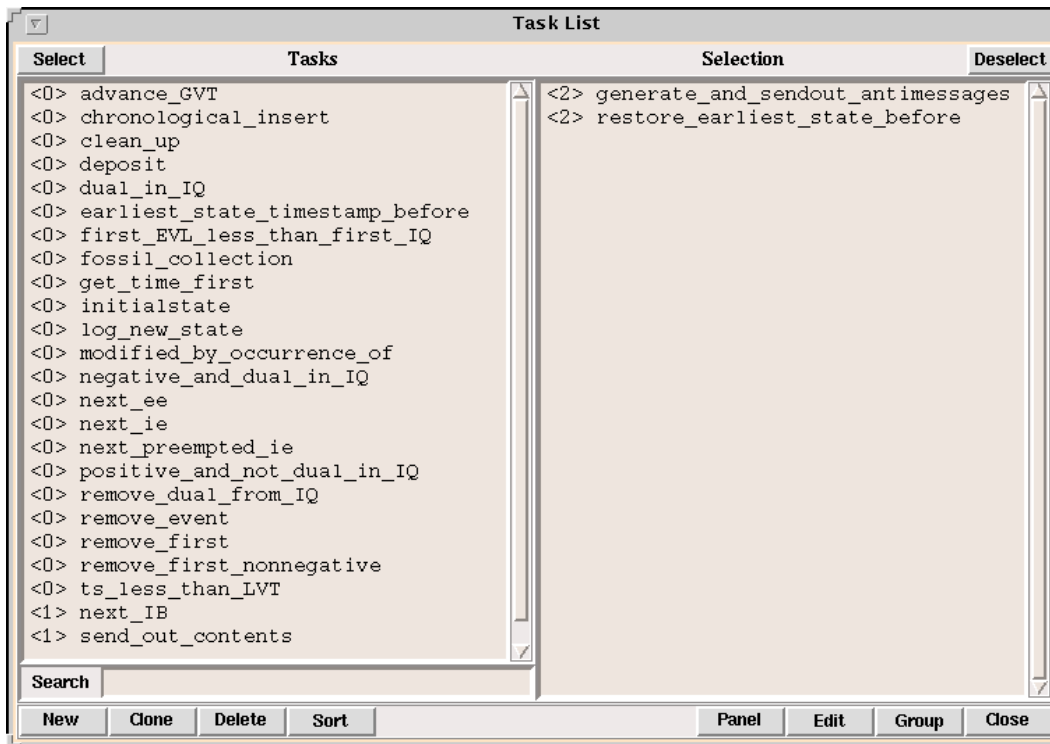 Task List
Select Tasks Selection Deselect
<0> advance_GVT
<0> chronological_insert
<0> clean_up
<0> deposit
<0> dual_in_IQ
<0> earliest_state_timestamp_before
<0> first_EVL_less_than_first_IQ
<0> fossil_collection
<0> get_time_first
<0> initialstate
<0> log_new_state
<0> modified_by_occurrence_of
<0> negative_and_dual_in_IQ
<0> next_ee
<0> next_ie
<0> next_preempted_ie
<0> positive_and_not_dual_in_IQ
<0> remove_dual_from_IQ
<0> remove_event
<0> remove_first
<0> remove_first_nonnegative
<0> ts_less_than_LVT
<1> next_IB
<1> send_out_contents
<2> generate_and_sendout_antimessages
<2> restore_earliest_state_before
Search
New Clone Delete Sort Panel Edit Group Close